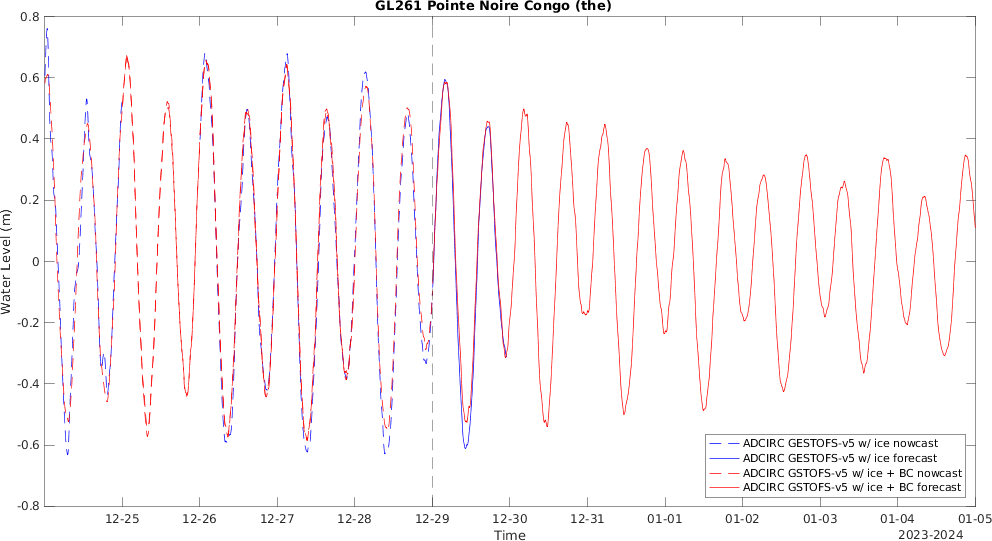 GL261 Pointe Noire Congo (the)
0.8
0.6
0.4
0.2
0
-0.2
-0.4
-0.6
-0.8
Water Level (m)
12-25 12-26 12-27 12-28 12-29 12-30 12-31 01-01 01-02 01-03 01-04 01-05
Time
2023-2024
ADCIRC GESTOFS-v5 w/ ice nowcast
ADCIRC GESTOFS-v5 w/ ice forecast
ADCIRC GSTOFS-v5 w/ ice + BC nowcast
ADCIRC GSTOFS-v5 w/ ice + BC forecast